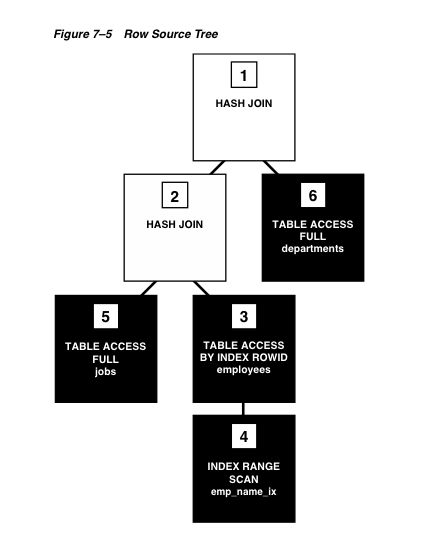 Figure 7–5 Row Source Tree
1
HASH JOIN
2
HASH JOIN
6
TABLE ACCESS
FULL
departments
5
TABLE ACCESS
FULL
jobs
3
TABLE ACCESS
BY INDEX ROWID
employees
4
INDEX RANGE
SCAN
emp_name_ix